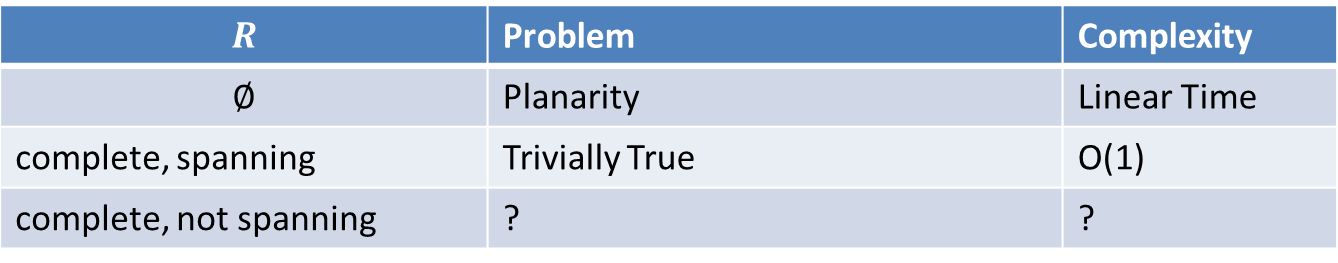 R Problem Complexity
∅ Planarity Linear Time
complete, spanning Trivially True O(1)
complete, not spanning ? ?